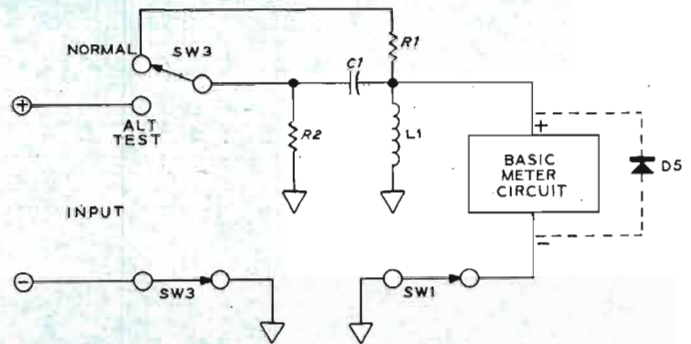 NORMAL
SW3
R1
C1
+
ALT
TEST
R2
L1
+
BASIC
METER
CIRCUIT
D5
INPUT
−
−
SW3
SW1